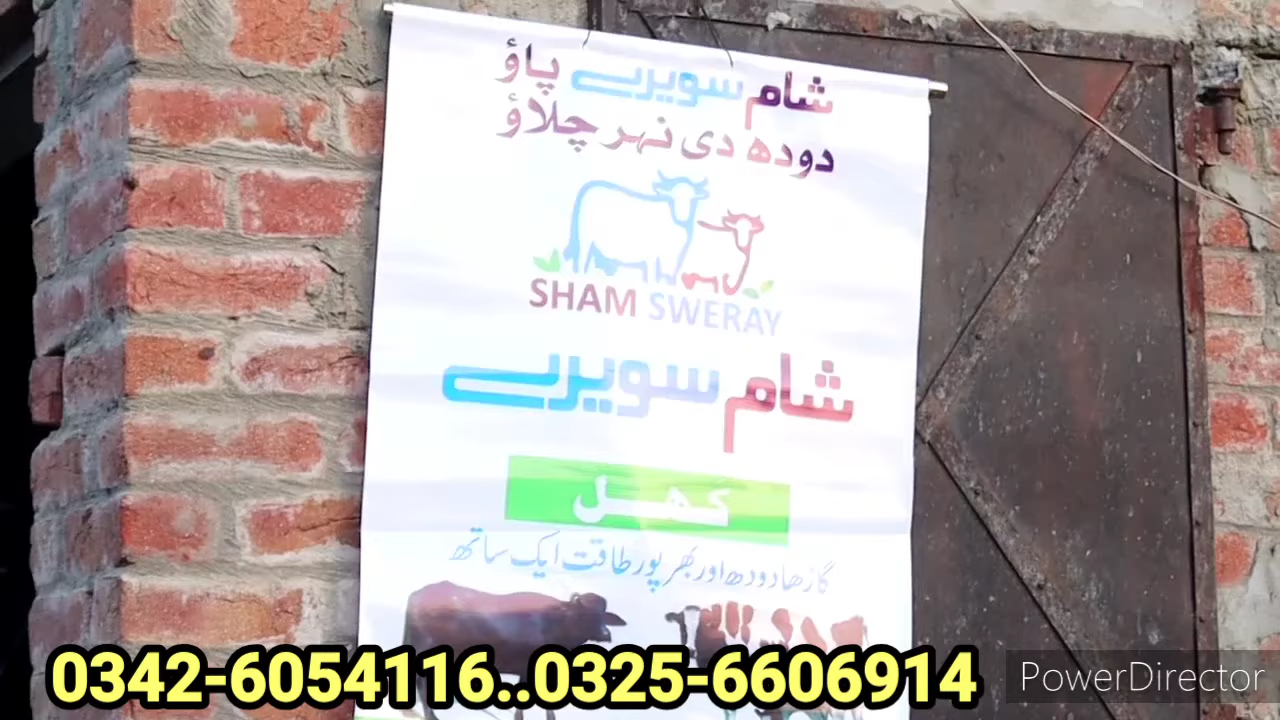 شام سویرے پاؤ
دودھ دی نہر چلاؤ
SHAM SWERAY
شام سویرے
کھل
گاڑھا دودھ اور بھرپور طاقت ایک ساتھ
0342-6054116..0325-6606914
PowerDirector